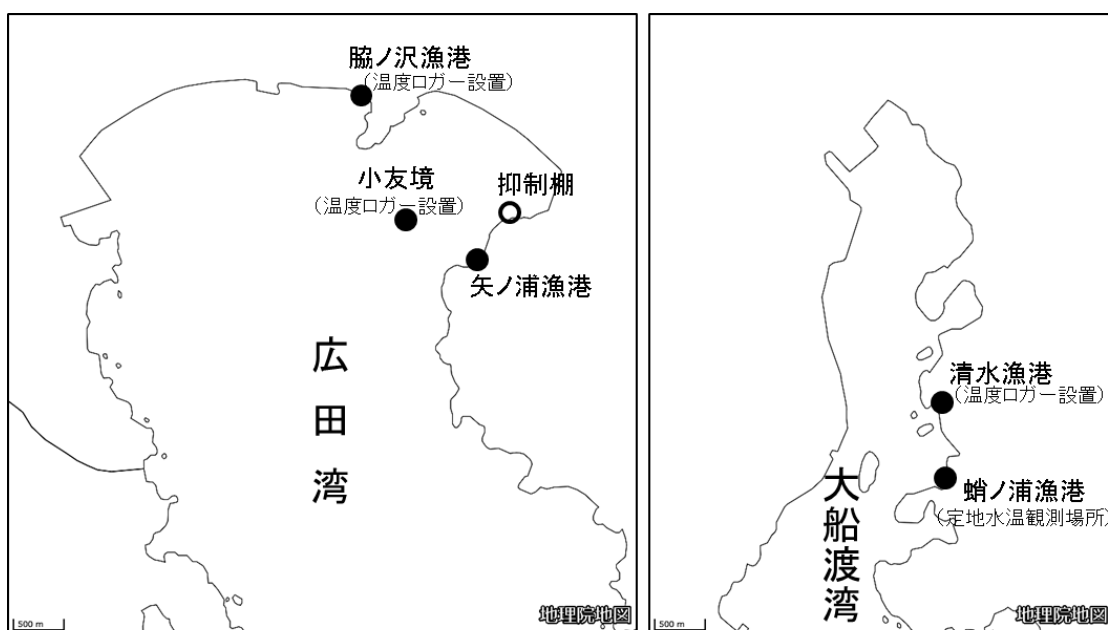 脇ノ沢漁港
（温度ロガー設置）
小友境
（温度ロガー設置）
抑制棚
矢ノ浦漁港
広田湾
500 m
地理院地図
清水漁港
（温度ロガー設置）
蛸ノ浦漁港
（定地水温観測場所）
大船渡湾
500 m
地理院地図